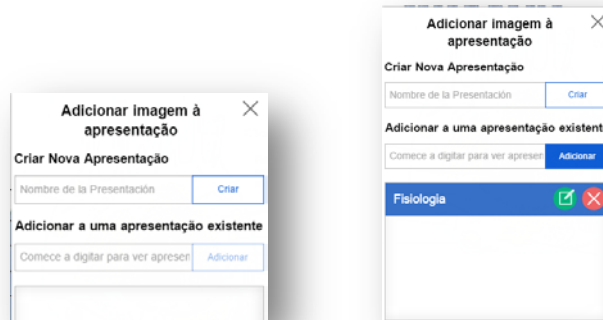 Adicionar imagem à
apresentação
Criar Nova Apresentação
Nombre de la Presentación Criar
Adicionar a uma apresentação existente
Comece a digitar para ver apresen Adicionar
Adicionar imagem à
apresentação
Criar Nova Apresentação
Nombre de la Presentación Criar
Adicionar a uma apresentação existent
Comece a digitar para ver apresen Adicionar
Fisiologia